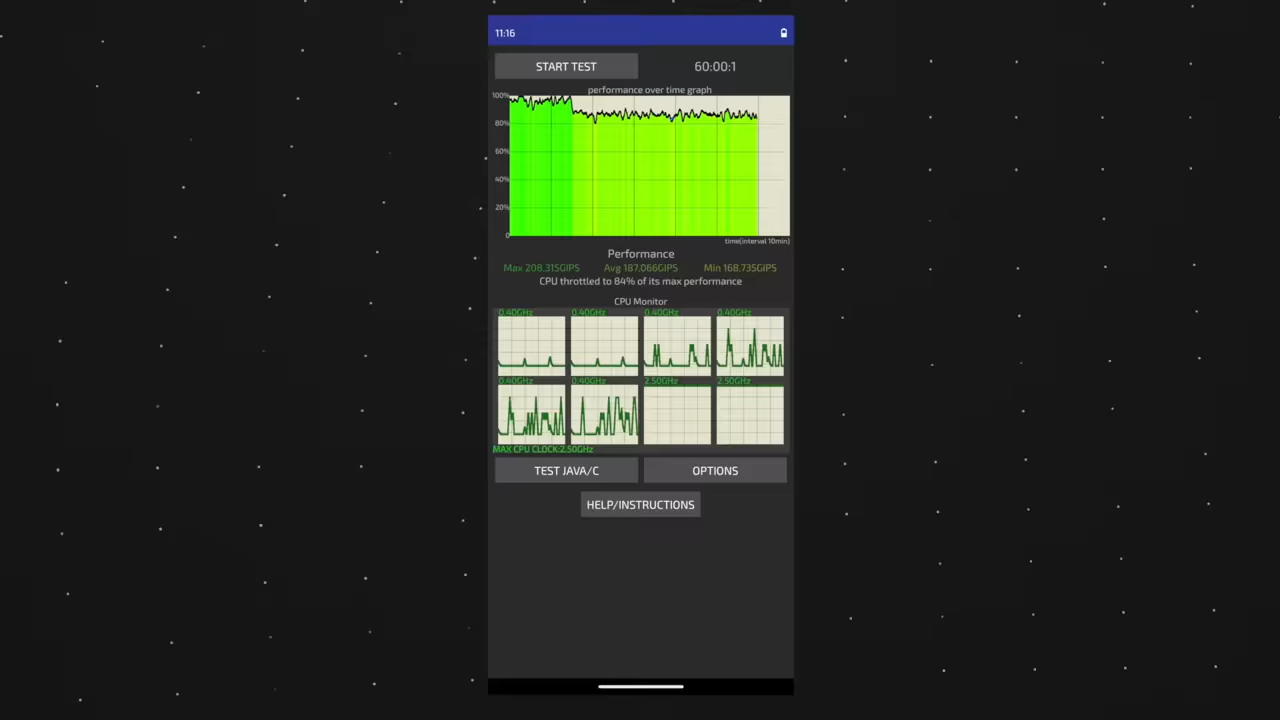 11:16
START TEST 60:00:1
performance over time graph
100%
80%
60%
40%
20%
0
time(interval 10min)
Performance
Max 208,315GIPS Avg 187,066GIPS Min 168,735GIPS
CPU throttled to 84% of its max performance
CPU Monitor
0.40GHz 0.40GHz 0.40GHz 0.40GHz
0.40GHz 0.40GHz 2.50GHz 2.50GHz
MAX CPU CLOCK:2.50GHz
TEST JAVA/C OPTIONS
HELP/INSTRUCTIONS